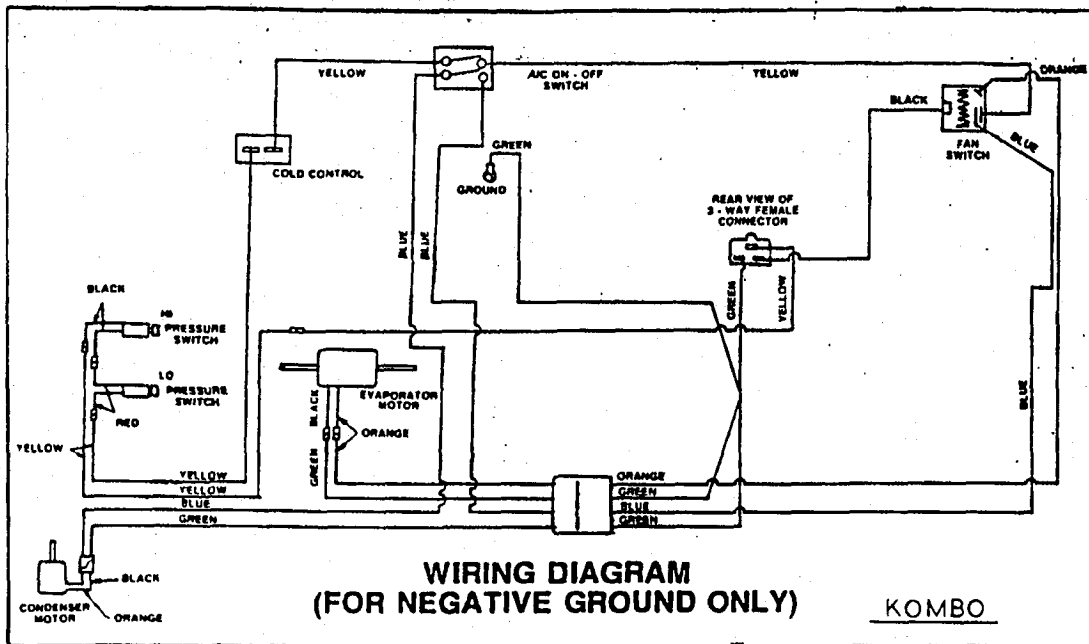 YELLOW
A/C ON - OFF
SWITCH
YELLOW
ORANGE
BLACK
BLUE
FAN
SWITCH
COLD CONTROL
GREEN
GROUND
REAR VIEW OF
3 - WAY FEMALE
CONNECTOR
BLUE
BLUE
GREEN
YELLOW
BLACK
HI
PRESSURE
SWITCH
LO
PRESSURE
SWITCH
RED
YELLOW
EVAPORATOR
MOTOR
BLACK
ORANGE
GREEN
BLUE
YELLOW
YELLOW
BLUE
GREEN
ORANGE
GREEN
BLUE
GREEN
BLACK
ORANGE
CONDENSER
MOTOR
WIRING DIAGRAM
(FOR NEGATIVE GROUND ONLY)
KOMBO